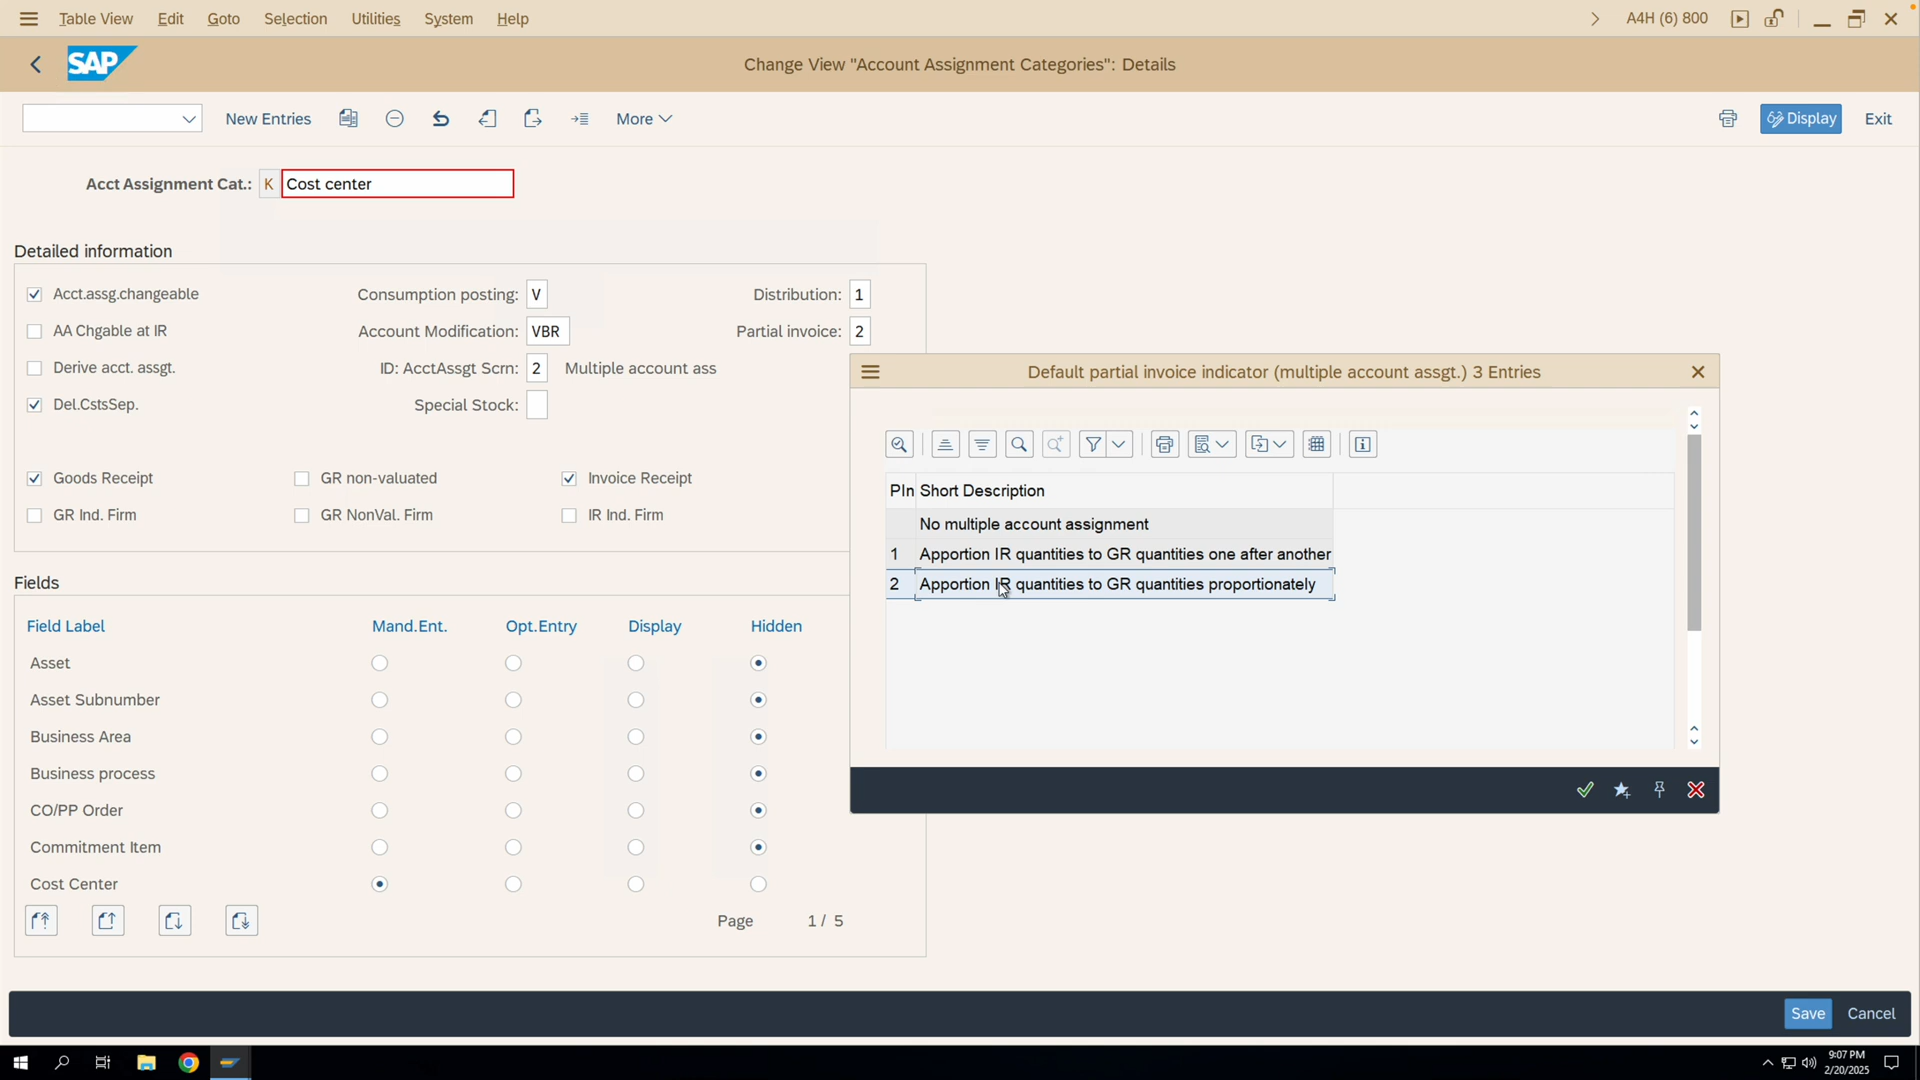 Table View Edit Goto Selection Utilities System Help A4H (6) 800
SAP Change View "Account Assignment Categories": Details
New Entries More Display Exit
Acct Assignment Cat.: K Cost center
Detailed information
Acct.assg.changeable Consumption posting: V Distribution: 1
AA Chgable at IR Account Modification: VBR Partial invoice: 2
Derive acct. assgt. ID: AcctAssgt Scrn: 2 Multiple account ass
Del.CstsSep. Special Stock:
Goods Receipt GR non-valuated Invoice Receipt
GR Ind. Firm GR NonVal. Firm IR Ind. Firm
Fields
Field Label Mand.Ent. Opt.Entry Display Hidden
Asset
Asset Subnumber
Business Area
Business process
CO/PP Order
Commitment Item
Cost Center
Page 1 / 5
Default partial invoice indicator (multiple account assgt.) 3 Entries
PIn Short Description
No multiple account assignment
1 Apportion IR quantities to GR quantities one after another
2 Apportion IR quantities to GR quantities proportionately
Save Cancel
9:07 PM
2/20/2025